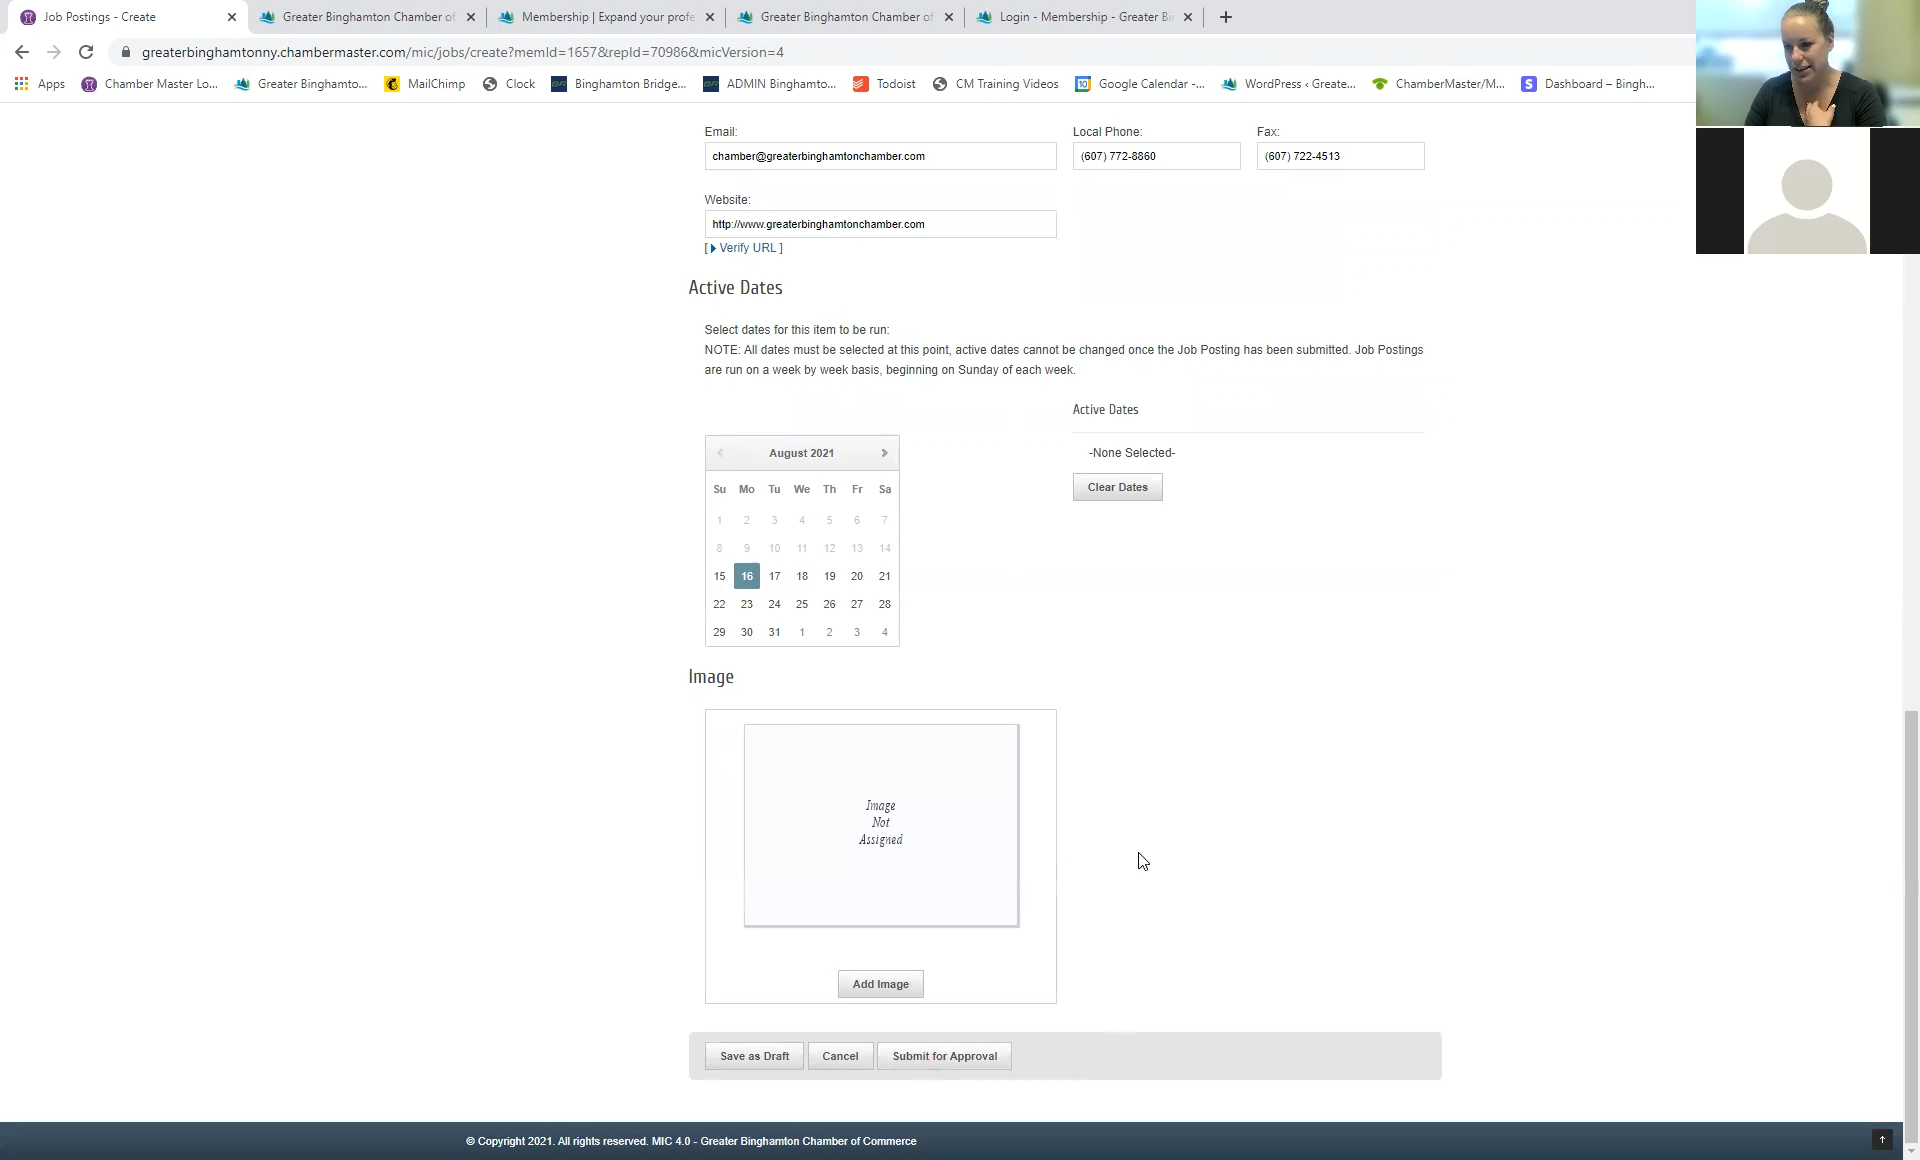 Job Postings - Create
Greater Binghamton Chamber of
Membership | Expand your profe
Greater Binghamton Chamber of
Login - Membership - Greater Bi
greaterbinghamtonny.chambermaster.com/mic/jobs/create?memId=1657&repId=70986&micVersion=4
Apps
Chamber Master Lo...
Greater Binghamto...
MailChimp
Clock
Binghamton Bridge...
ADMIN Binghamto...
Todoist
CM Training Videos
Google Calendar -...
WordPress ‹ Greate...
ChamberMaster/M...
Dashboard – Bingh...
Email:
Local Phone:
Fax:
chamber@greaterbinghamtonchamber.com
(607) 772-8860
(607) 722-4513
Website:
http://www.greaterbinghamtonchamber.com
[ Verify URL ]
Active Dates
Select dates for this item to be run:
NOTE: All dates must be selected at this point, active dates cannot be changed once the Job Posting has been submitted. Job Postings
are run on a week by week basis, beginning on Sunday of each week.
Active Dates
-None Selected-
Clear Dates
August 2021
Su Mo Tu We Th Fr Sa
1 2 3 4 5 6 7
8 9 10 11 12 13 14
15 16 17 18 19 20 21
22 23 24 25 26 27 28
29 30 31 1 2 3 4
Image
Image
Not
Assigned
Add Image
Save as Draft
Cancel
Submit for Approval
© Copyright 2021. All rights reserved. MIC 4.0 - Greater Binghamton Chamber of Commerce